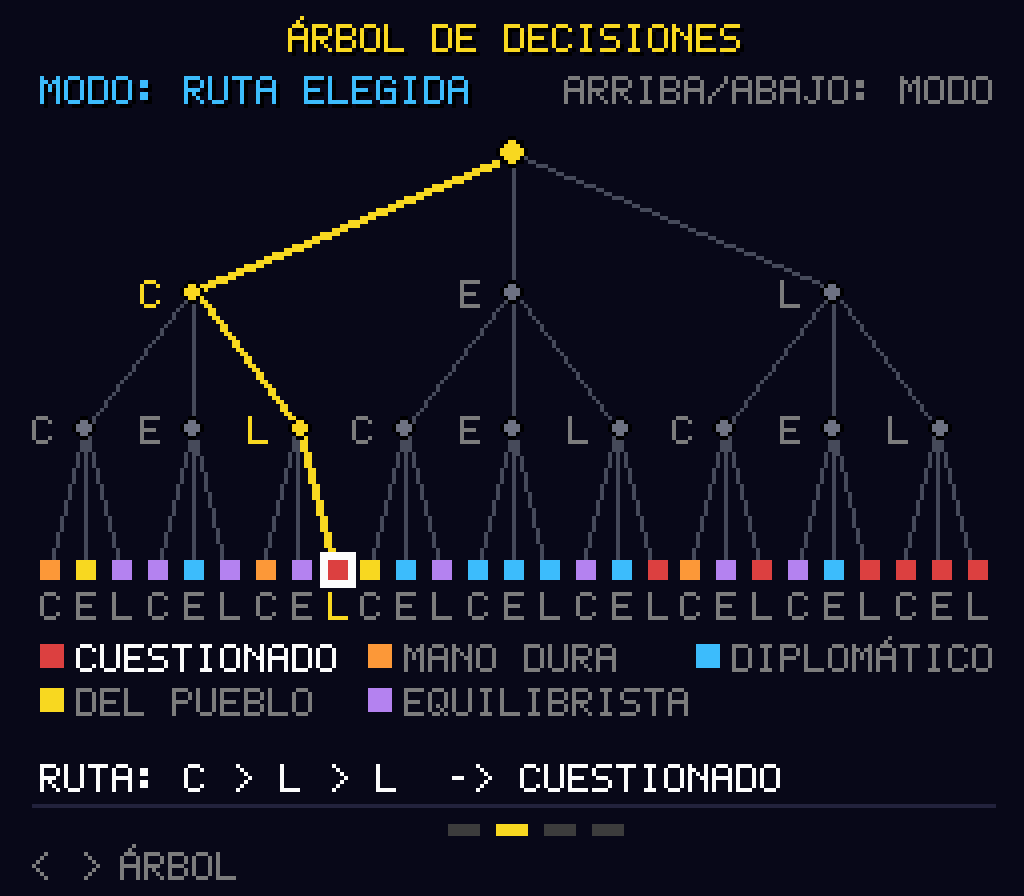 ÁRBOL DE DECISIONES
MODO: RUTA ELEGIDA ARRIBA/ABAJO: MODO
C E L
C E L C E L C E L
C E L C E L C E L C E L C E L C E L C E L C E L C E L
CUESTIONADO MANO DURA DIPLOMÁTICO
DEL PUEBLO EQUILIBRISTA
RUTA: C > L > L -> CUESTIONADO
< > ÁRBOL